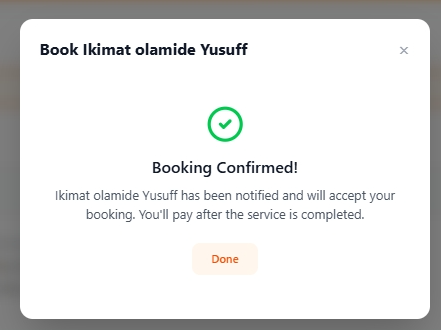 Book Ikimat olamide Yusuff
×
Booking Confirmed!
Ikimat olamide Yusuff has been notified and will accept your
booking. You'll pay after the service is completed.
Done